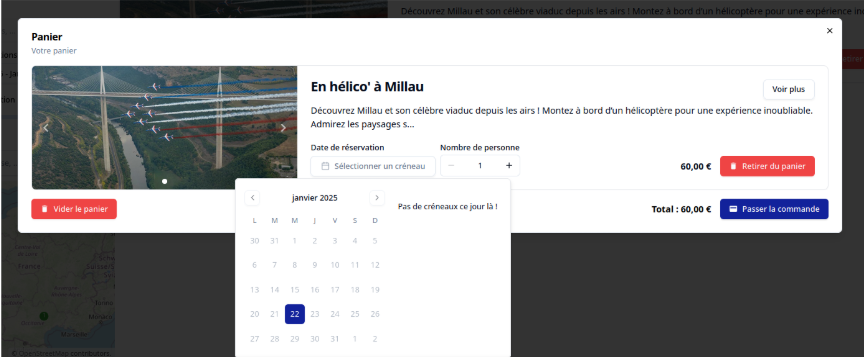 Découvrez Millau et son célèbre viaduc depuis les airs ! Montez à bord d'un hélicoptère pour une expérience
Panier
Votre panier
En hélico' à Millau
Voir plus
Découvrez Millau et son célèbre viaduc depuis les airs ! Montez à bord d'un hélicoptère pour une expérience inoubliable.
Admirez les paysages s...
Date de réservation
Nombre de personne
Sélectionner un créneau
1
60,00 €
Retirer du panier
Vider le panier
Total : 60,00 €
Passer la commande
janvier 2025
Pas de créneaux ce jour là !
L M M J V S D
30 31 1 2 3 4 5
6 7 8 9 10 11 12
13 14 15 16 17 18 19
20 21 22 23 24 25 26
27 28 29 30 31 1 2
France